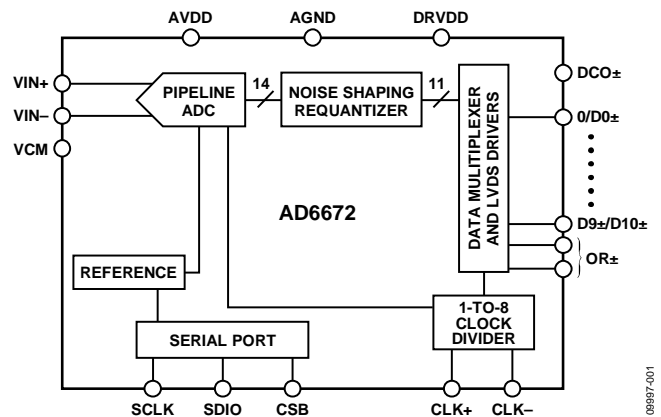 AVDD AGND DRVDD
VIN+
VIN–
VCM
PIPELINE
ADC
14
NOISE SHAPING
REQUANTIZER
11
DATA MULITIPLEXER
AND LVDS DRIVERS
DCO±
0/D0±
D9±/D10±
OR±
AD6672
REFERENCE
SERIAL PORT
1-TO-8
CLOCK
DIVIDER
SCLK SDIO CSB CLK+ CLK–
09997-001